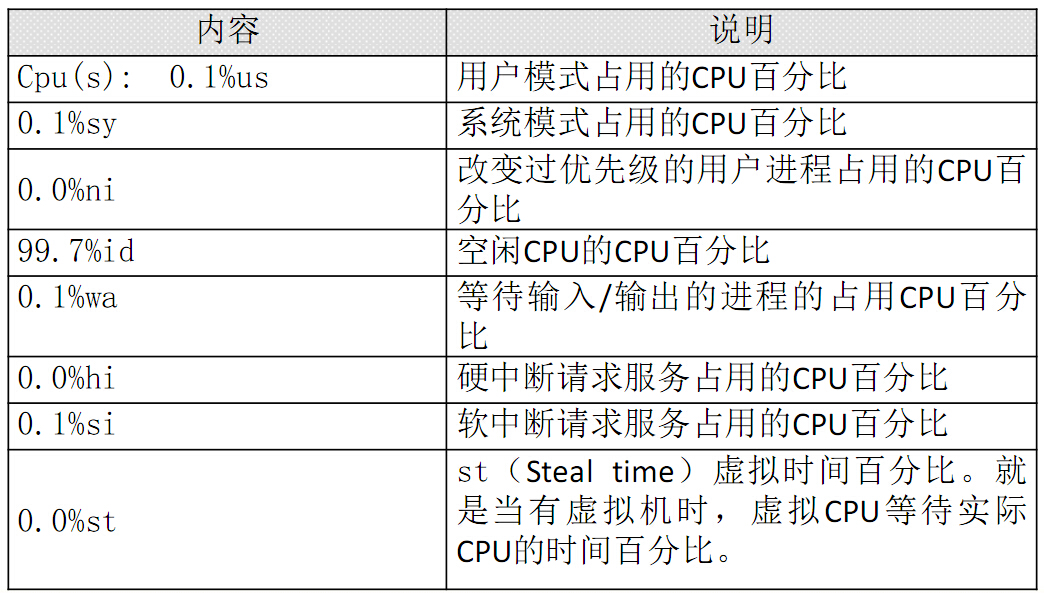 内容
说明
Cpu(s):  0.1%us
用户模式占用的CPU百分比
0.1%sy
系统模式占用的CPU百分比
0.0%ni
改变过优先级的用户进程占用的CPU百
分比
99.7%id
空闲CPU的CPU百分比
0.1%wa
等待输入/输出的进程的占用CPU百分
比
0.0%hi
硬中断请求服务占用的CPU百分比
0.1%si
软中断请求服务占用的CPU百分比
0.0%st
st（Steal time）虚拟时间百分比。就
是当有虚拟机时，虚拟CPU等待实际
CPU的时间百分比。